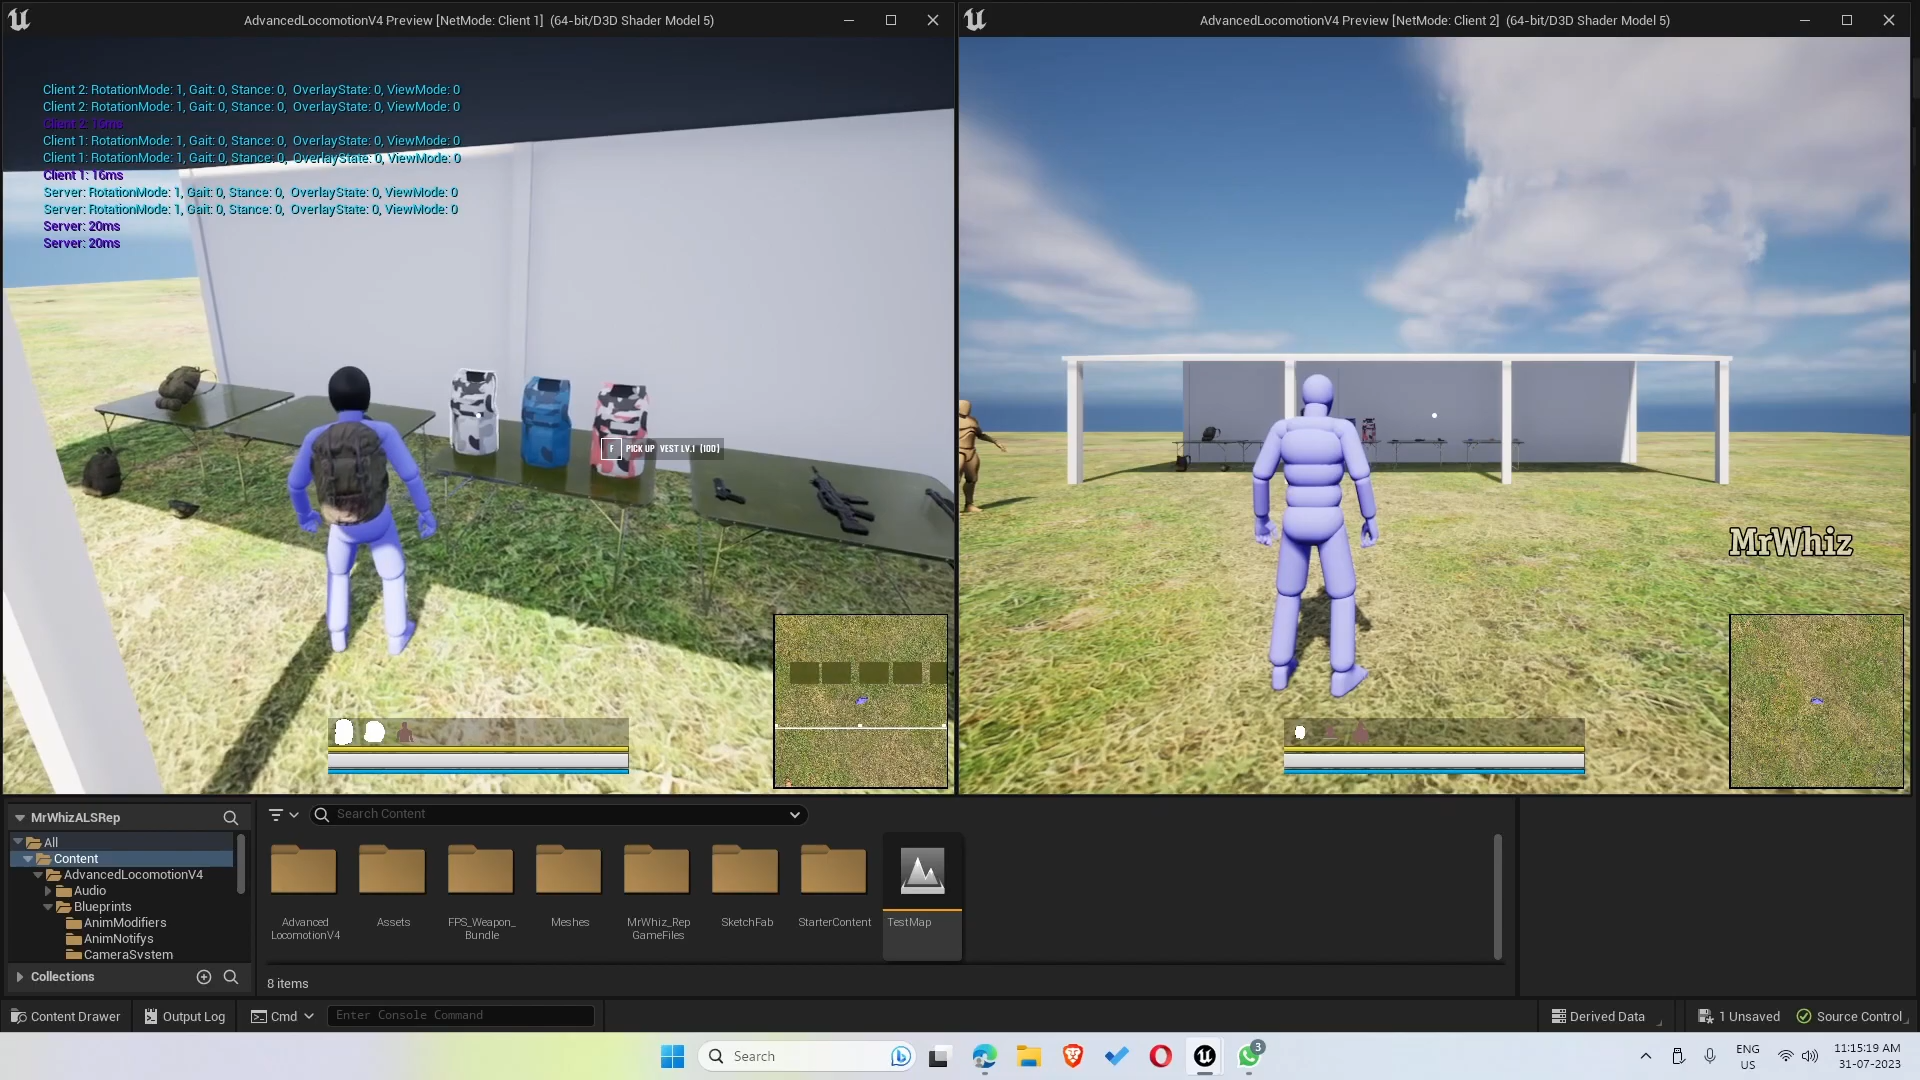 AdvancedLocomotionV4 Preview [NetMode: Client 1]  (64-bit/D3D Shader Model 5)
AdvancedLocomotionV4 Preview [NetMode: Client 2]  (64-bit/D3D Shader Model 5)
Client 2: RotationMode: 1, Gait: 0, Stance: 0,  OverlayState: 0, ViewMode: 0
Client 2: RotationMode: 1, Gait: 0, Stance: 0,  OverlayState: 0, ViewMode: 0
Client 2: 16ms
Client 1: RotationMode: 1, Gait: 0, Stance: 0,  OverlayState: 0, ViewMode: 0
Client 1: RotationMode: 1, Gait: 0, Stance: 0,  OverlayState: 0, ViewMode: 0
Client 1: 16ms
Server: RotationMode: 1, Gait: 0, Stance: 0,  OverlayState: 0, ViewMode: 0
Server: RotationMode: 1, Gait: 0, Stance: 0,  OverlayState: 0, ViewMode: 0
Server: 20ms
Server: 20ms
F PICK UP VEST LV.1 (100)
MrWhiz
MrWhizALSRep
All
Content
AdvancedLocomotionV4
Audio
Blueprints
AnimModifiers
AnimNotifys
CameraSystem
Collections
Search Content
Advanced
LocomotionV4
Assets
FPS_Weapon_
Bundle
Meshes
MrWhiz_Rep
GameFiles
SketchFab
StarterContent
TestMap
8 items
Content Drawer
Output Log
Cmd
Enter Console Command
Derived Data
1 Unsaved
Source Control
Search
3
ENG
US
11:15:19 AM
31-07-2023